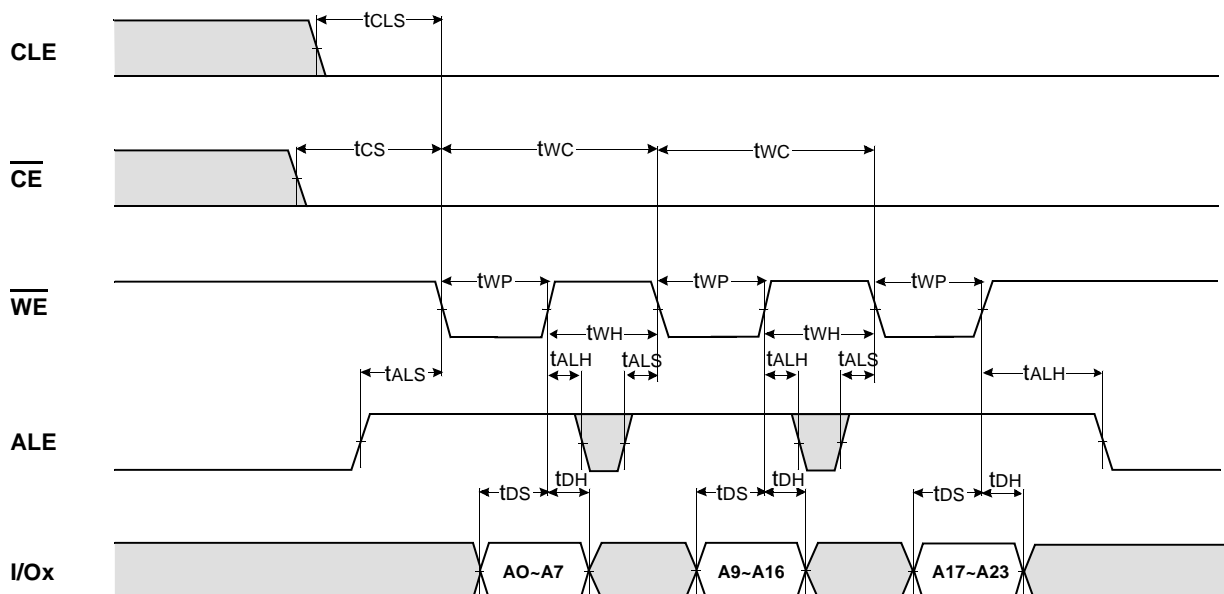 CLE
tCLS
CE
tCS tWC tWC
WE
tWP tWP tWP
tWH tWH
tALS tALH tALS tALH tALS tALH
ALE
tDS tDH tDS tDH tDS tDH
I/Ox
AO~A7 A9~A16 A17~A23